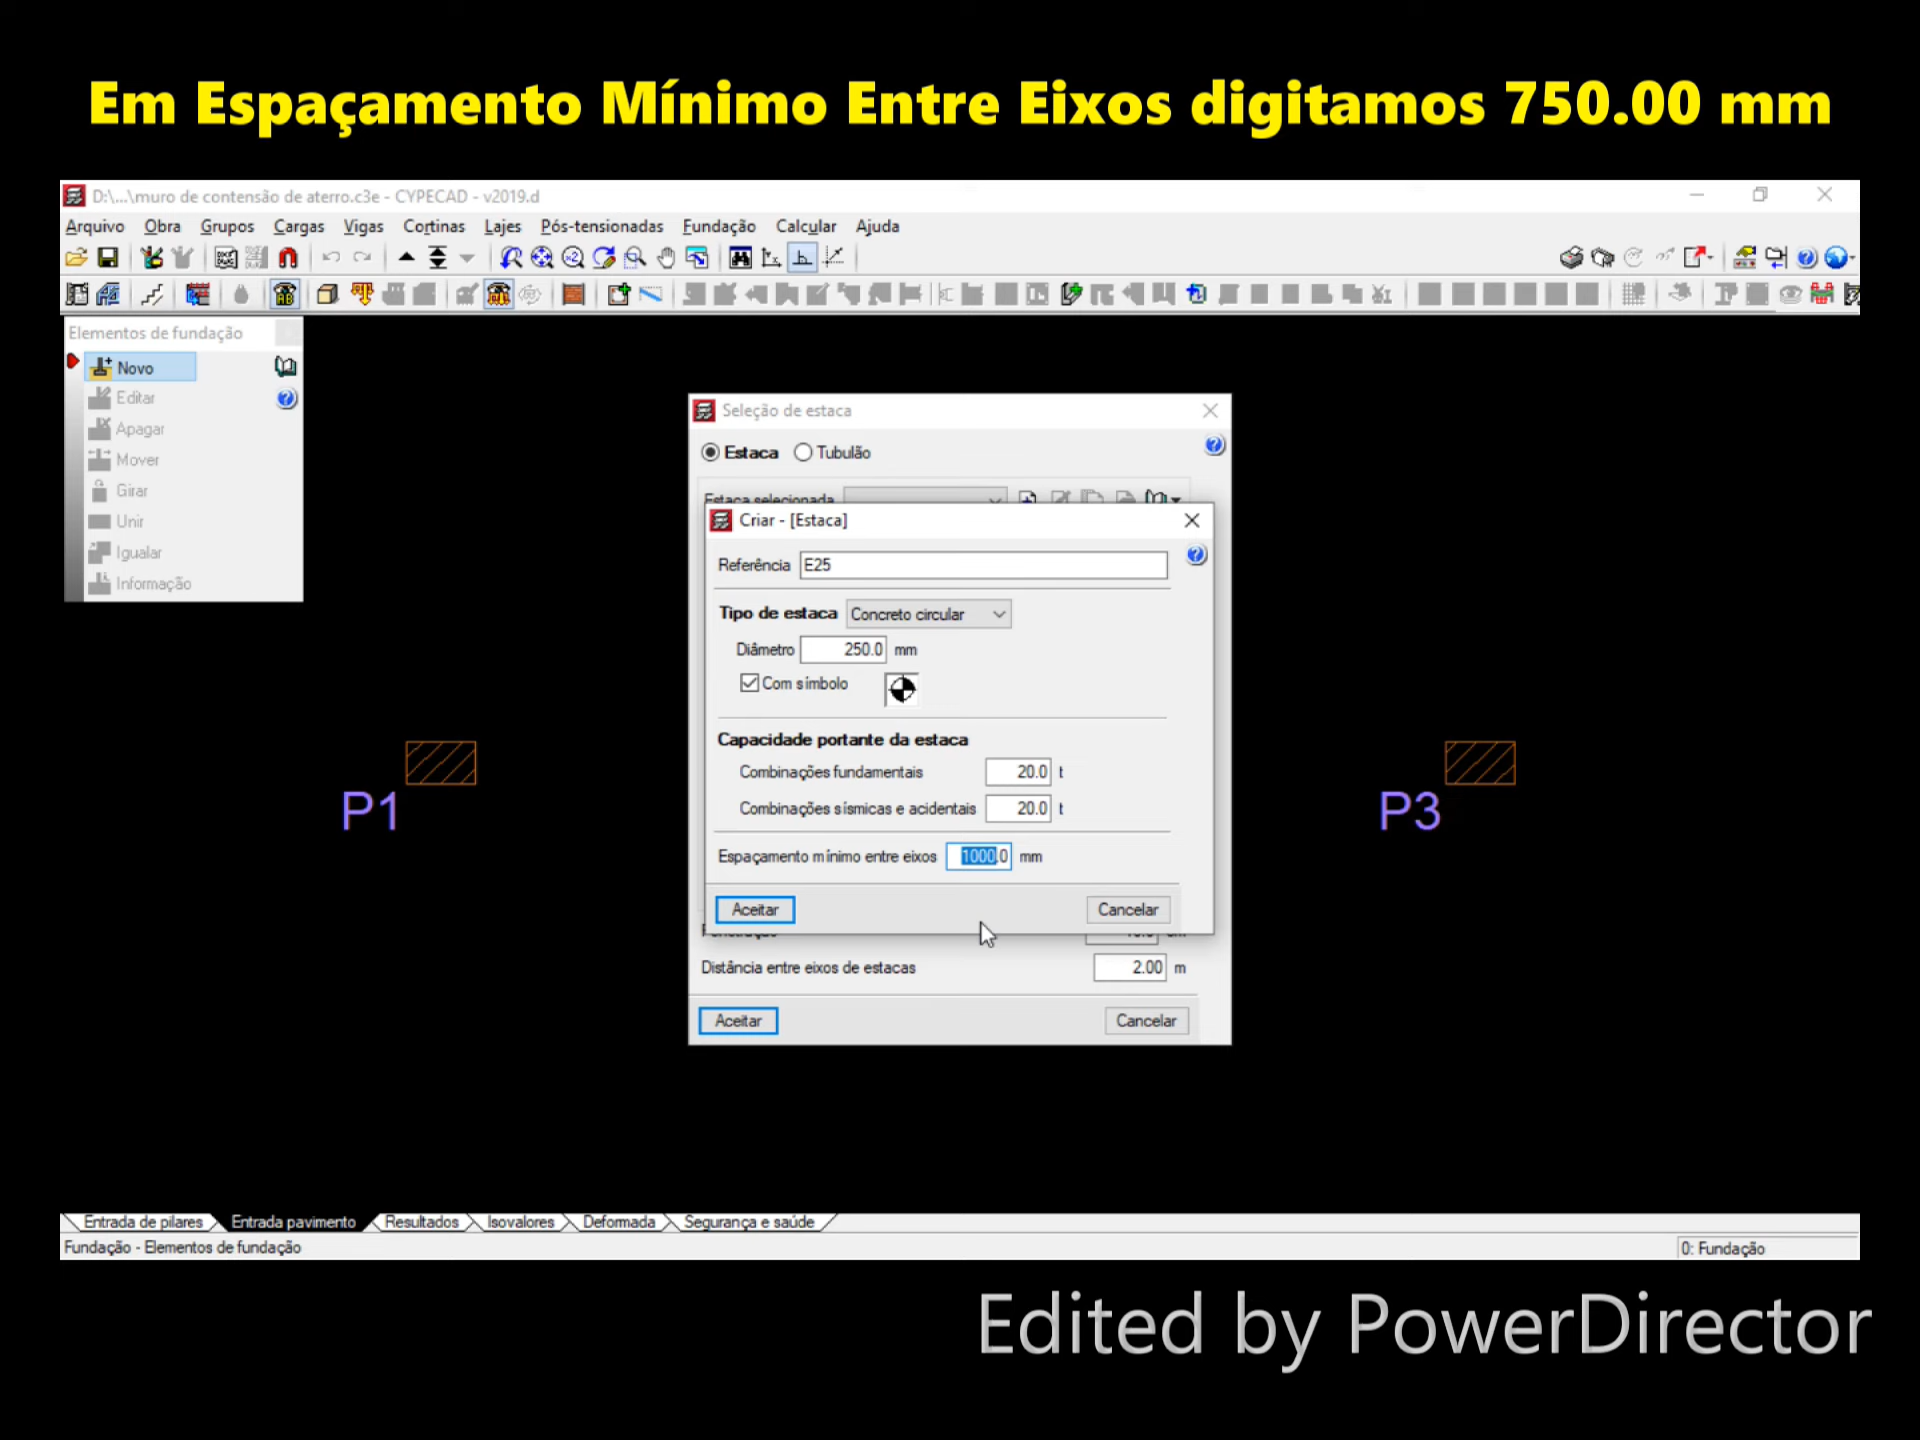 Em Espaçamento Mínimo Entre Eixos digitamos 750.00 mm
D:\...\muro de contensão de aterro.c3e - CYPECAD - v2019.d
Arquivo Obra Grupos Cargas Vigas Cortinas Lajes Pós-tensionadas Fundação Calcular Ajuda
Elementos de fundação
Novo
Editar
Apagar
Mover
Girar
Unir
Igualar
Informação
Seleção de estaca
Estaca Tubulão
Estaca selecionada
Criar - [Estaca]
Referência E25
Tipo de estaca Concreto circular
Diâmetro 250.0 mm
Com símbolo
Capacidade portante da estaca
Combinações fundamentais 20.0 t
Combinações sísmicas e acidentais 20.0 t
Espaçamento mínimo entre eixos 1000.0 mm
Aceitar Cancelar
Distância entre eixos de estacas 2.00 m
Aceitar Cancelar
P1
P3
Entrada de pilares Entrada pavimento Resultados Isovalores Deformada Segurança e saúde
Fundação - Elementos de fundação 0: Fundação
Edited by PowerDirector